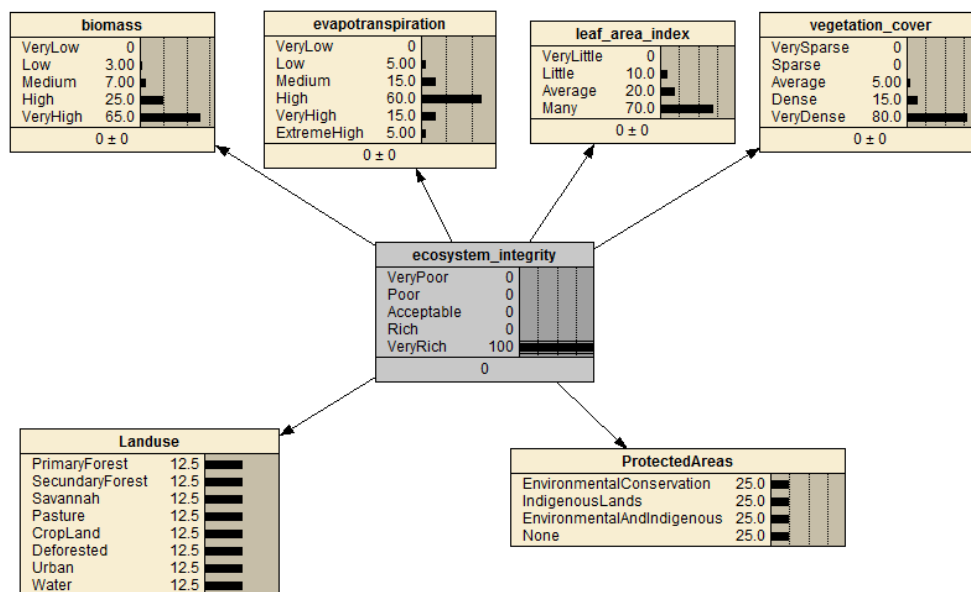 biomass
VeryLow 0
Low 3.00
Medium 7.00
High 25.0
VeryHigh 65.0
0 ± 0
evapotranspiration
VeryLow 0
Low 5.00
Medium 15.0
High 60.0
VeryHigh 15.0
ExtremeHigh 5.00
0 ± 0
leaf_area_index
VeryLittle 0
Little 10.0
Average 20.0
Many 70.0
0 ± 0
vegetation_cover
VerySparse 0
Sparse 0
Average 5.00
Dense 15.0
VeryDense 80.0
0 ± 0
ecosystem_integrity
VeryPoor 0
Poor 0
Acceptable 0
Rich 0
VeryRich 100
0
Landuse
PrimaryForest 12.5
SecundaryForest 12.5
Savannah 12.5
Pasture 12.5
CropLand 12.5
Deforested 12.5
Urban 12.5
Water 12.5
ProtectedAreas
EnvironmentalConservation 25.0
IndigenousLands 25.0
EnvironmentalAndIndigenous 25.0
None 25.0